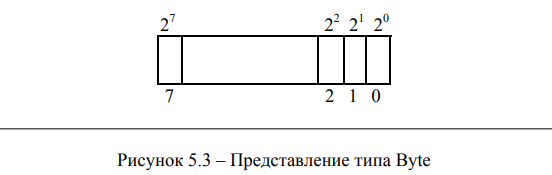 2⁷ 2² 2¹ 2⁰
7 2 1 0
Рисунок 5.3 – Представление типа Byte